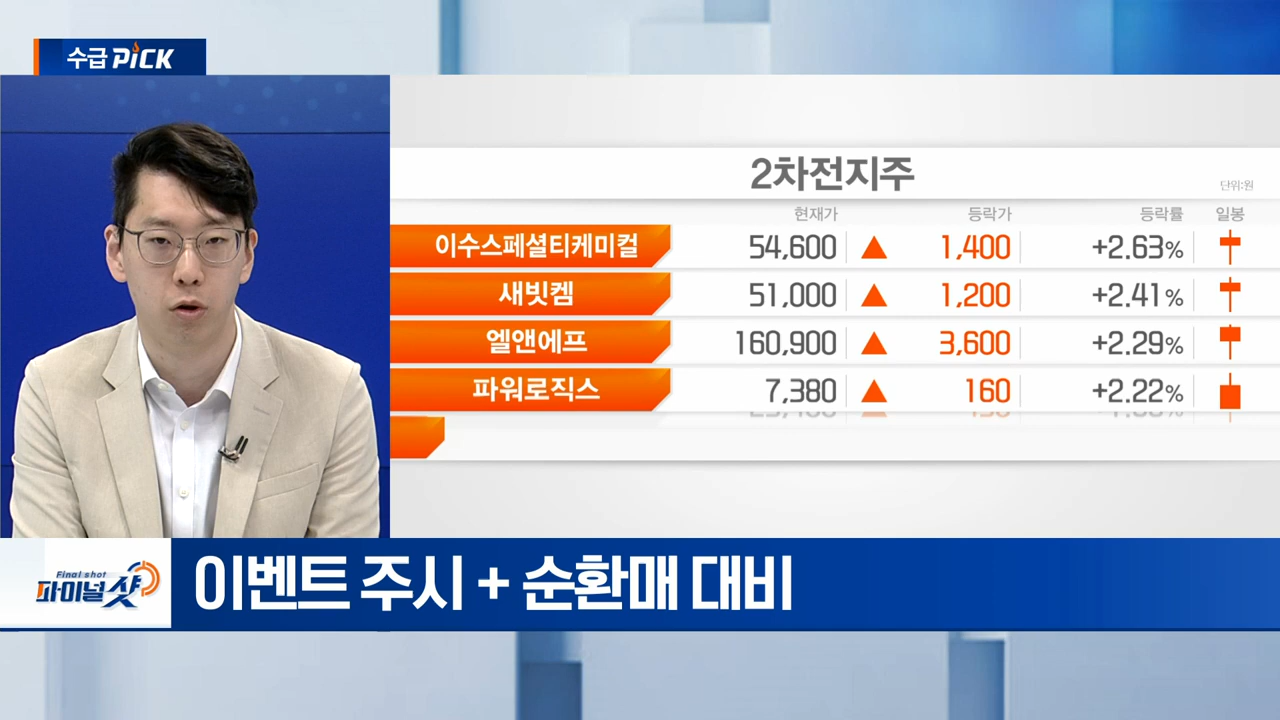 수급 PICK
2차전지주
단위:원
현재가 등락가 등락률 일봉
이수스페셜티케미컬 54,600 ▲ 1,400 +2.63%
새빗켐 51,000 ▲ 1,200 +2.41%
엘앤에프 160,900 ▲ 3,600 +2.29%
파워로직스 7,380 ▲ 160 +2.22%
Final shot
파이널샷
이벤트 주시 + 순환매 대비